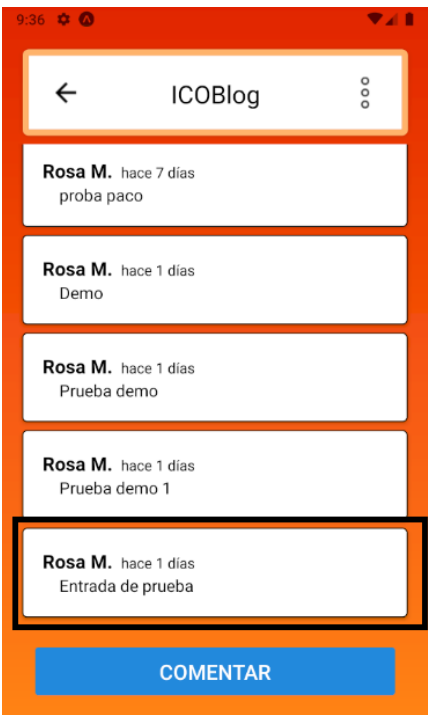 9:36
ICOBlog
Rosa M. hace 7 días
proba paco
Rosa M. hace 1 días
Demo
Rosa M. hace 1 días
Prueba demo
Rosa M. hace 1 días
Prueba demo 1
Rosa M. hace 1 días
Entrada de prueba
COMENTAR